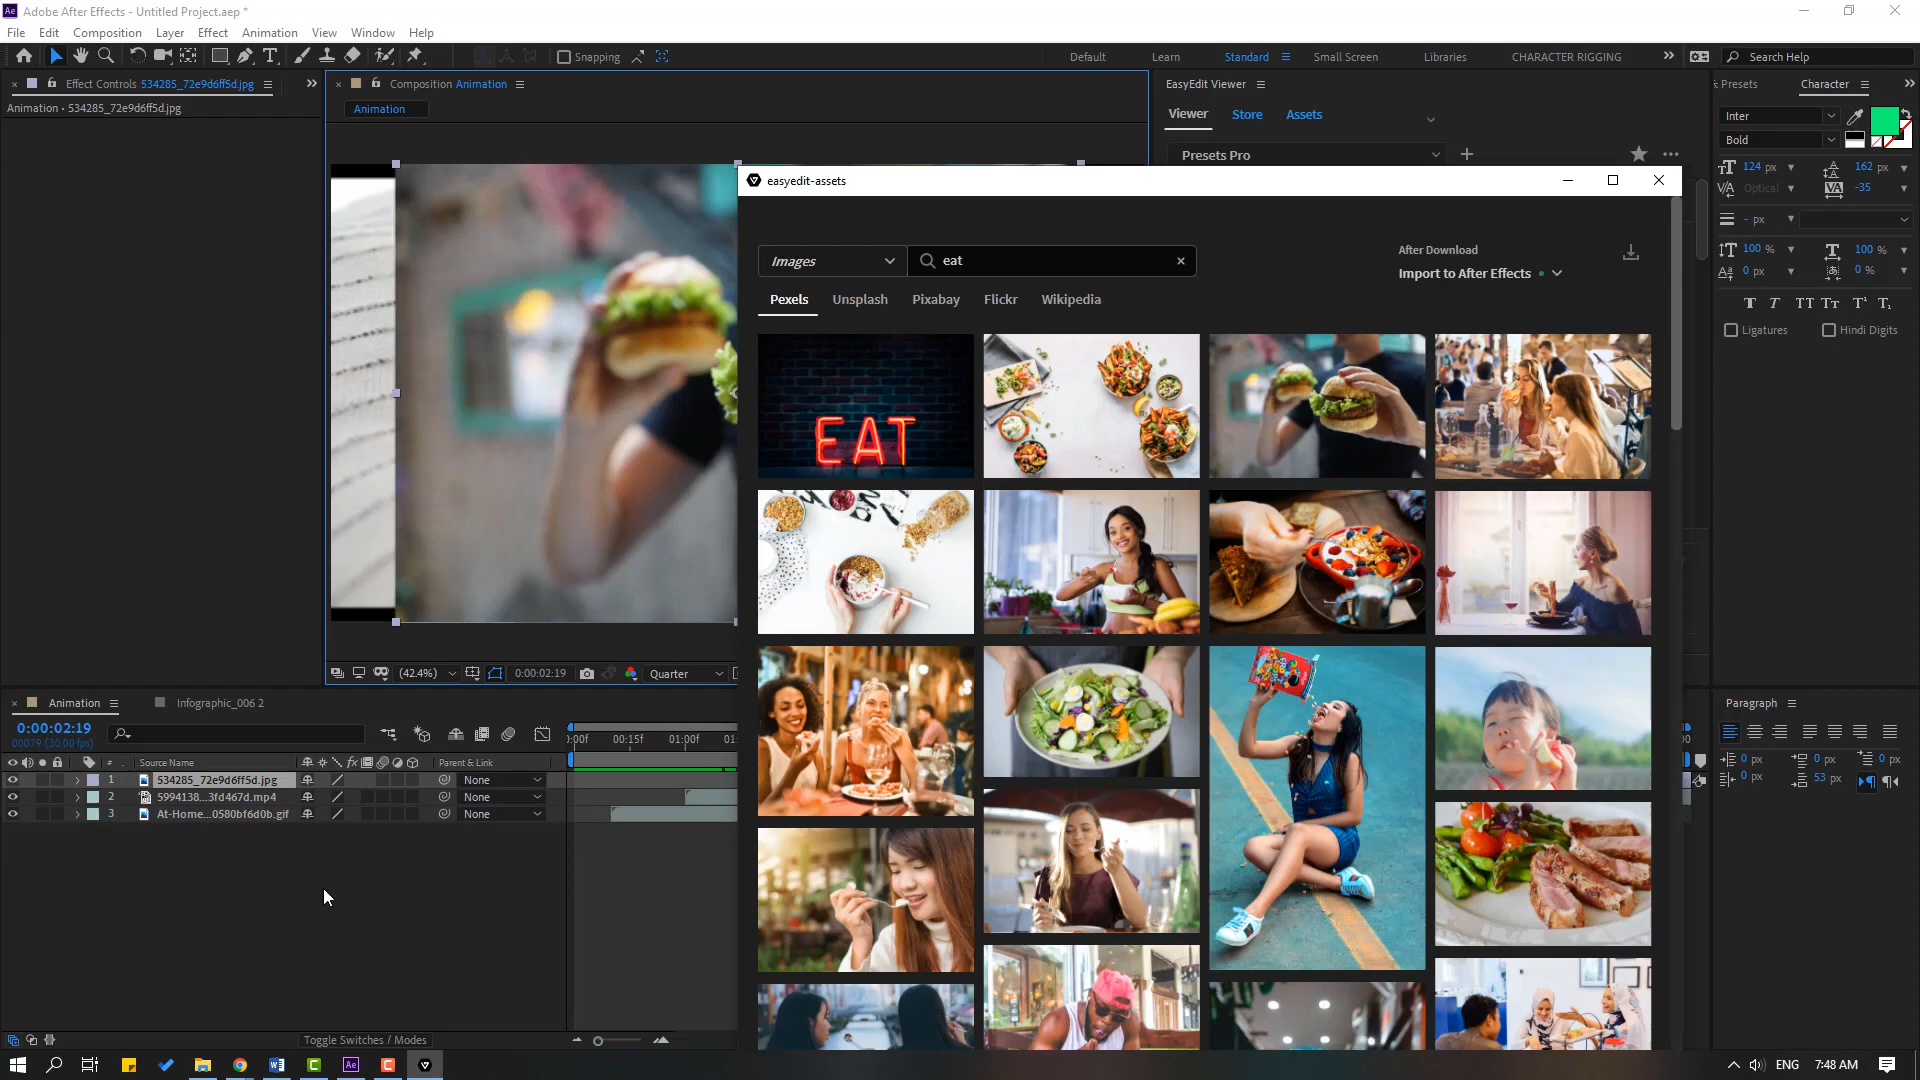 Ae Adobe After Effects - Untitled Project.aep *
File Edit Composition Layer Effect Animation View Window Help
Snapping
Default Learn Standard Small Screen Libraries CHARACTER RIGGING Search Help
Effect Controls 534285_72e9d6ff5d.jpg
Animation • 534285_72e9d6ff5d.jpg
Composition Animation
Animation
EasyEdit Viewer
Viewer Store Assets
Presets Pro
Presets Character
Inter
Bold
124 px 162 px
Optical -35
- px
100 % 100 %
0 px 0 %
T T TT Tт T¹ T₁
Ligatures Hindi Digits
easyedit-assets
Images eat
After Download
Import to After Effects
Pexels Unsplash Pixabay Flickr Wikipedia
EAT
(42.4%) 0:00:02:19 Quarter
Animation Infographic_006 2
0:00:02:19
00079 (30.00 fps)
):00f 00:15f 01:00f 01:
# Source Name fx Parent & Link
1 534285_72e9d6ff5d.jpg None
2 5994138...3fd467d.mp4 None
3 At-Home...0580bf6d0b.gif None
Toggle Switches / Modes
Paragraph
0 px 0 px 0 px
0 px 53 px
ENG 7:48 AM